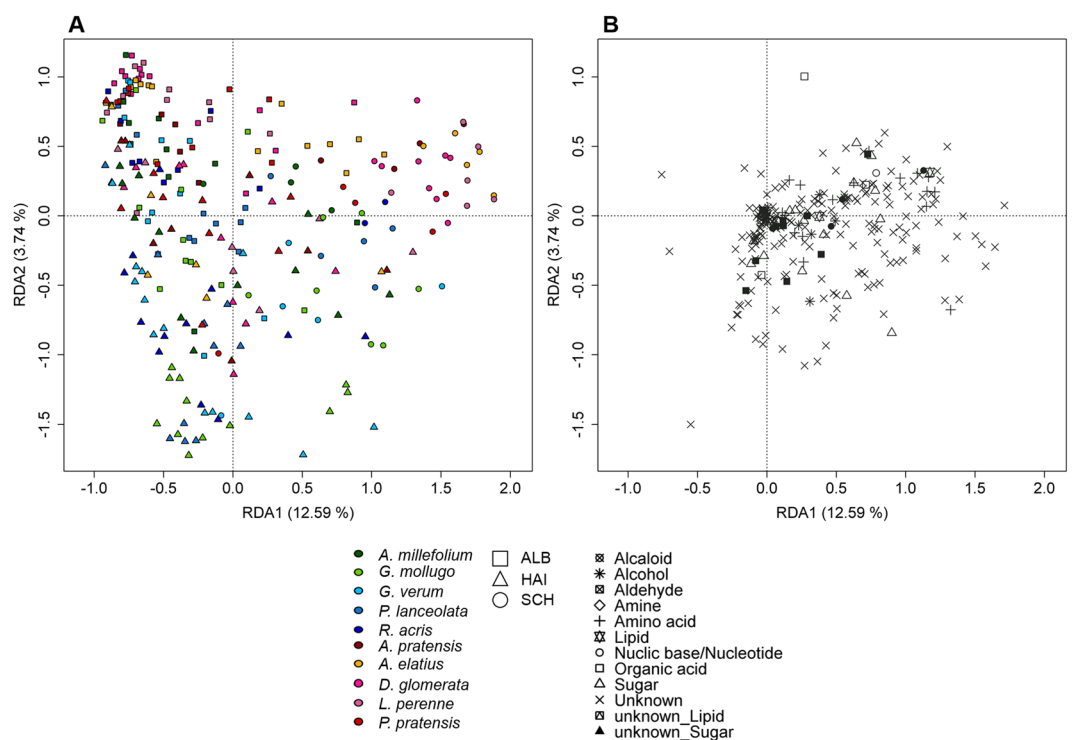 A
B
1.0
0.5
0.0
-0.5
-1.0
-1.5
RDA2 (3.74 %)
-1.0
-0.5
0.0
0.5
1.0
1.5
2.0
RDA1 (12.59 %)
1.0
0.5
0.0
-0.5
-1.0
-1.5
RDA2 (3.74 %)
-1.0
-0.5
0.0
0.5
1.0
1.5
2.0
RDA1 (12.59 %)
A. millefolium
G. mollugo
G. verum
P. lanceolata
R. acris
A. pratensis
A. elatius
D. glomerata
L. perenne
P. pratensis
ALB
HAI
SCH
Alcaloid
Alcohol
Aldehyde
Amine
Amino acid
Lipid
Nuclic base/Nucleotide
Organic acid
Sugar
Unknown
unknown_Lipid
unknown_Sugar